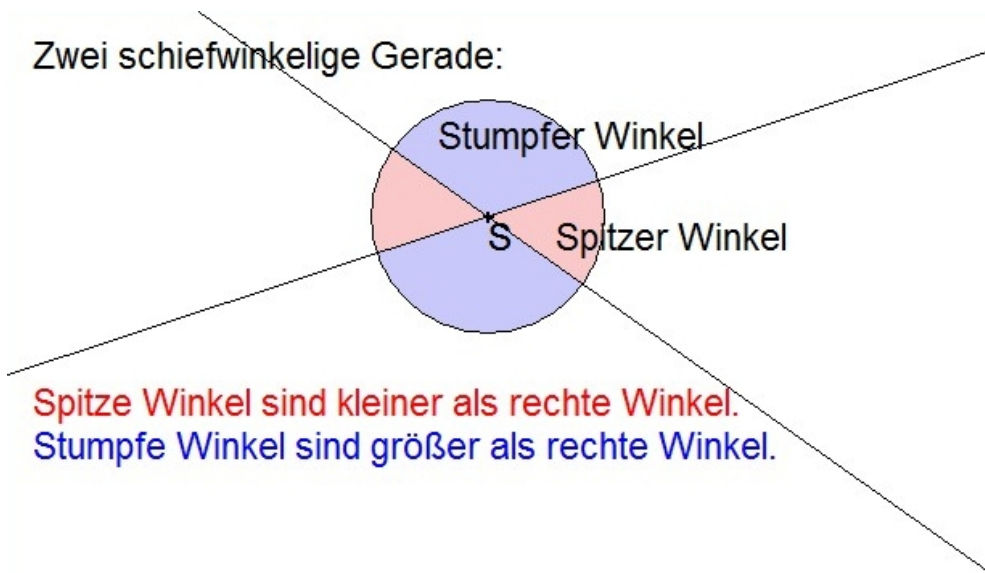 Zwei schiefwinkelige Gerade:
Stumpfer Winkel
S
Spitzer Winkel
Spitze Winkel sind kleiner als rechte Winkel.
Stumpfe Winkel sind größer als rechte Winkel.